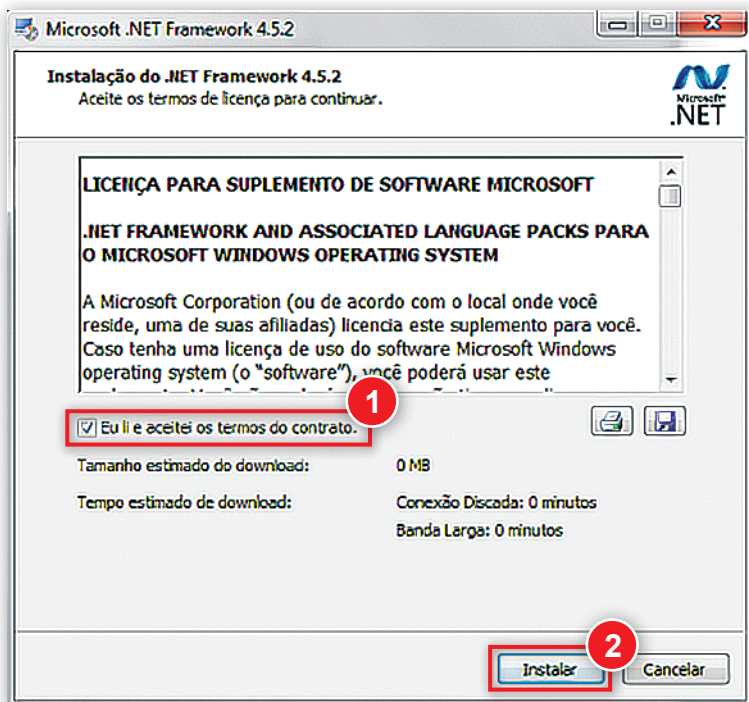 Microsoft .NET Framework 4.5.2
Instalação do .NET Framework 4.5.2
Aceite os termos de licença para continuar.
Microsoft
.NET
LICENÇA PARA SUPLEMENTO DE SOFTWARE MICROSOFT
.NET FRAMEWORK AND ASSOCIATED LANGUAGE PACKS PARA
O MICROSOFT WINDOWS OPERATING SYSTEM
A Microsoft Corporation (ou de acordo com o local onde você
reside, uma de suas afiliadas) licencia este suplemento para você.
Caso tenha uma licença de uso do software Microsoft Windows
operating system (o "software"), você poderá usar este
1
Eu li e aceitei os termos do contrato.
Tamanho estimado do download: 0 MB
Tempo estimado de download: Conexão Discada: 0 minutos
Banda Larga: 0 minutos
2
Instalar Cancelar